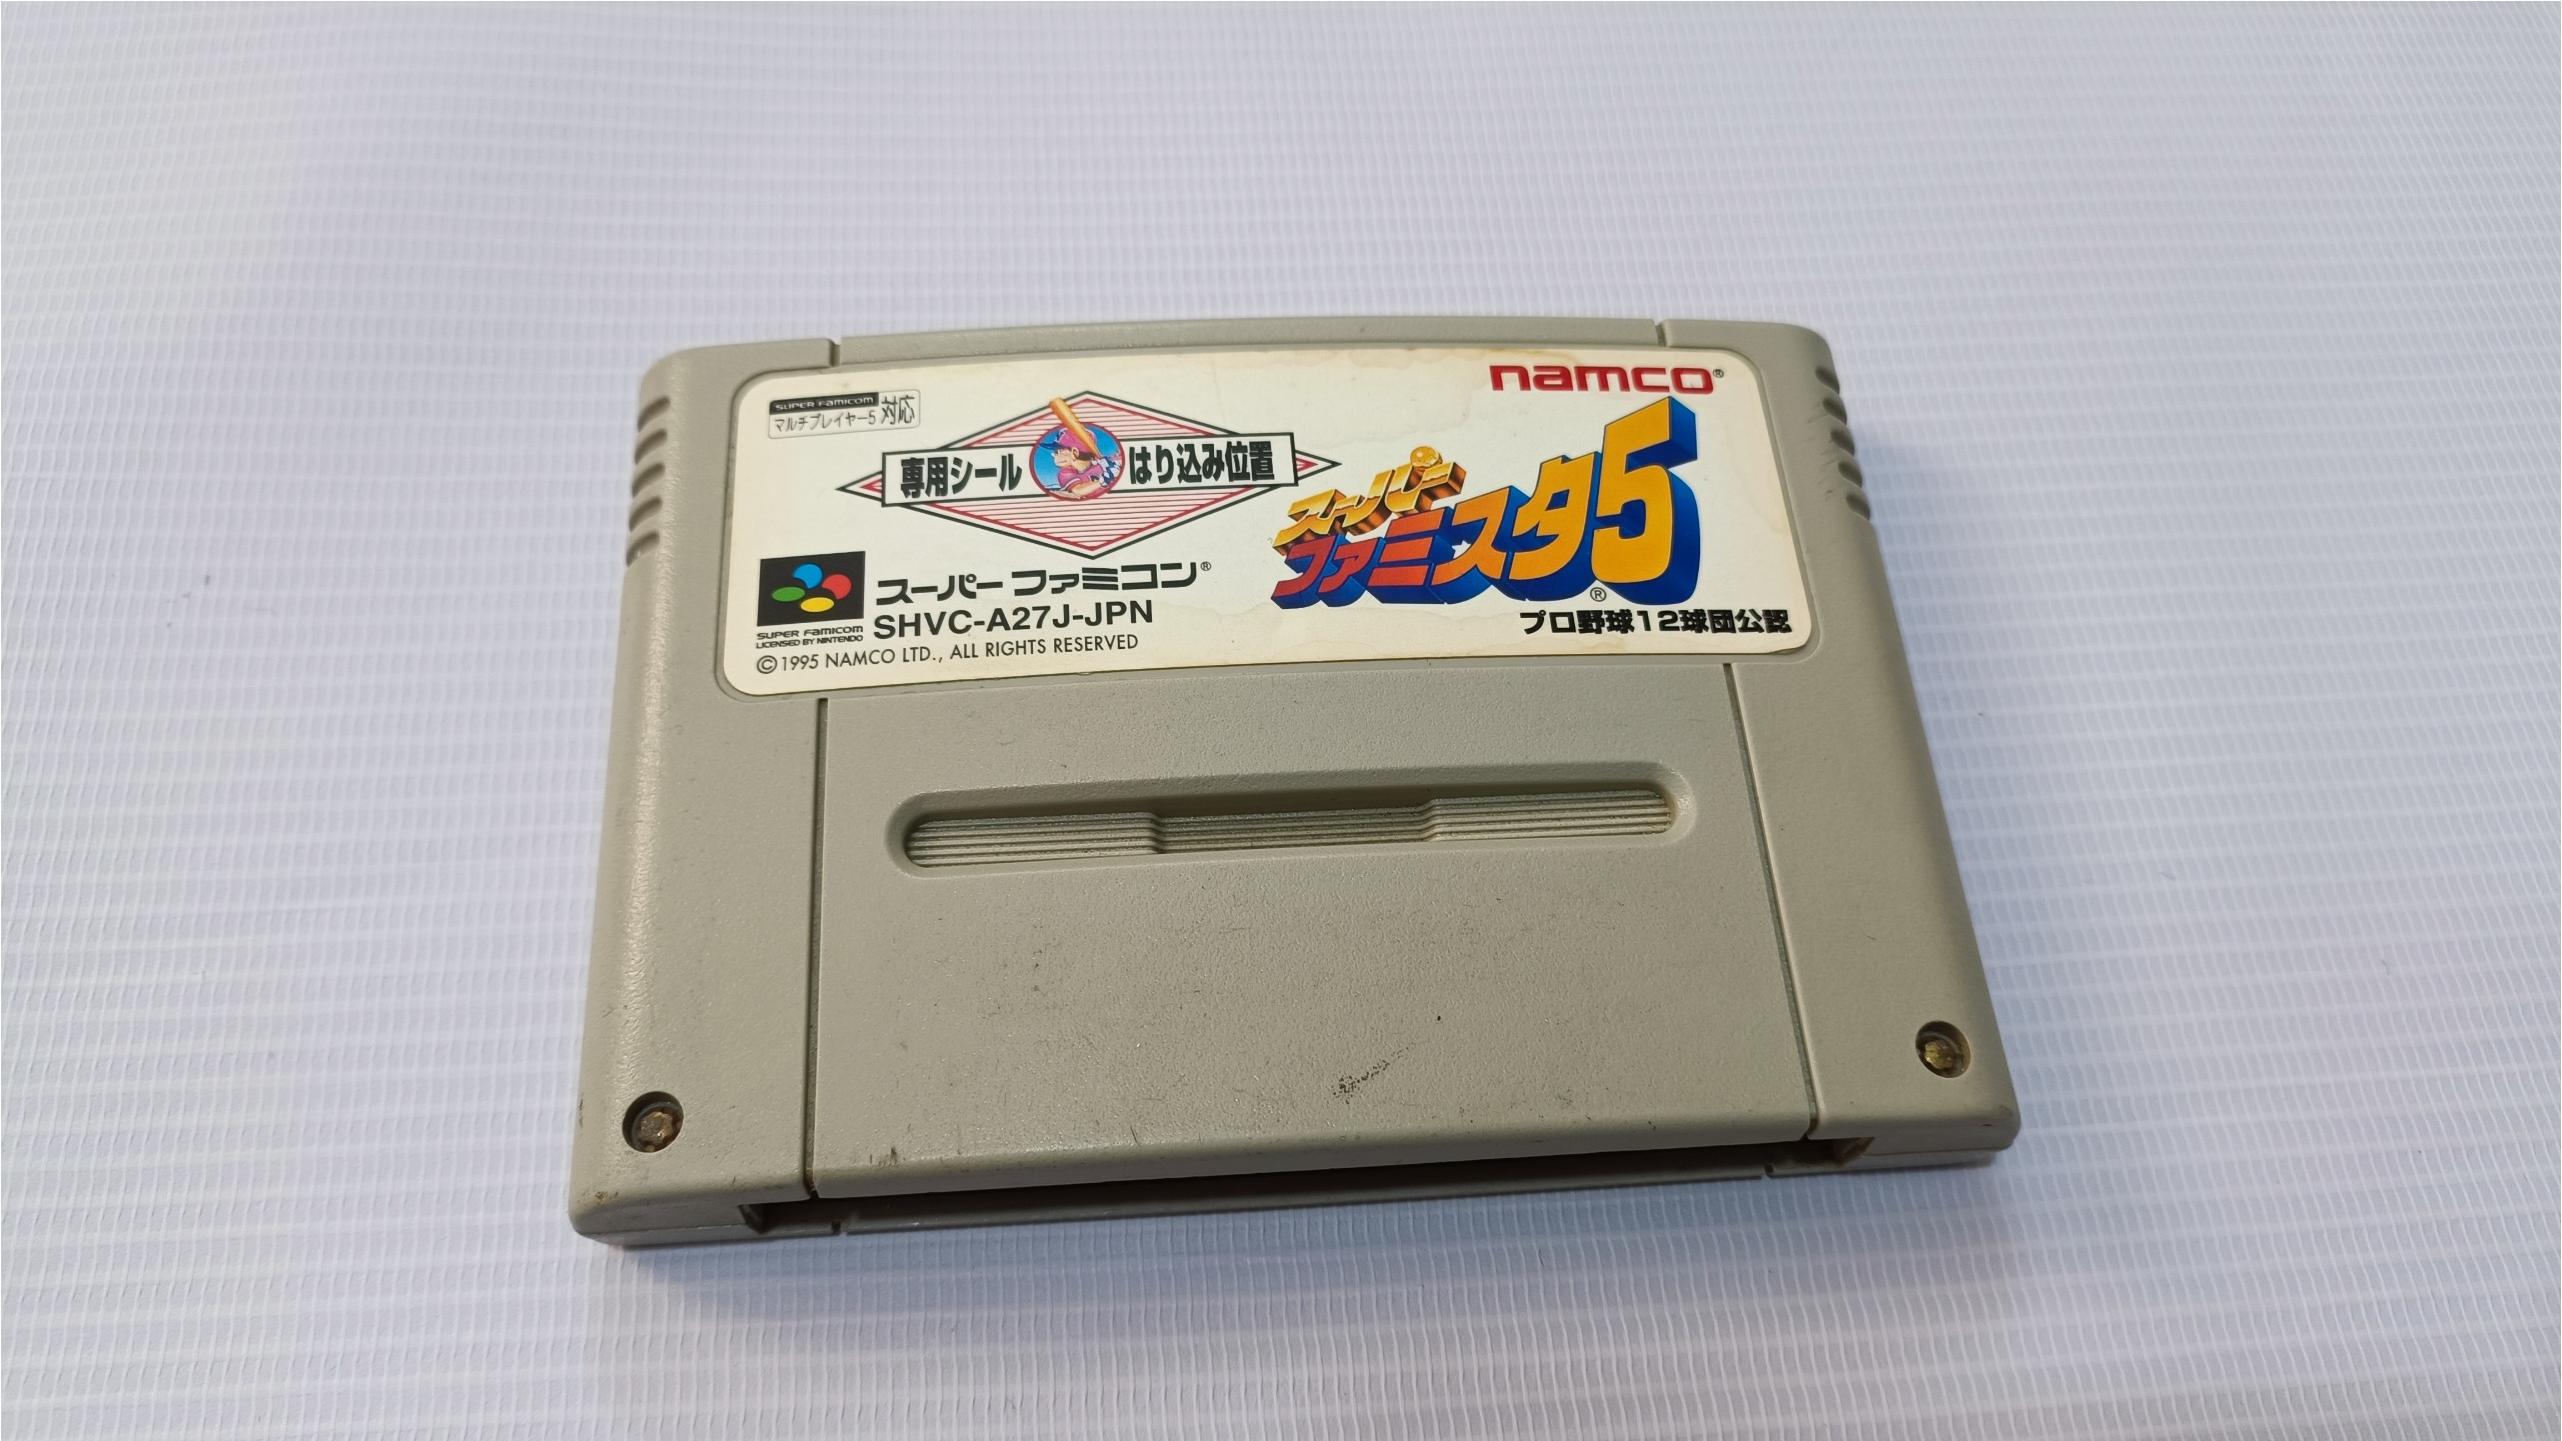 SUPER FAMICOM
マルチプレイヤー5 対応
namco®
専用シール はり込み位置
スーパー
ファミスタ5
®
スーパーファミコン®
SUPER FAMICOM
LICENSED BY NINTENDO
SHVC-A27J-JPN
プロ野球12球団公認
©1995 NAMCO LTD., ALL RIGHTS RESERVED